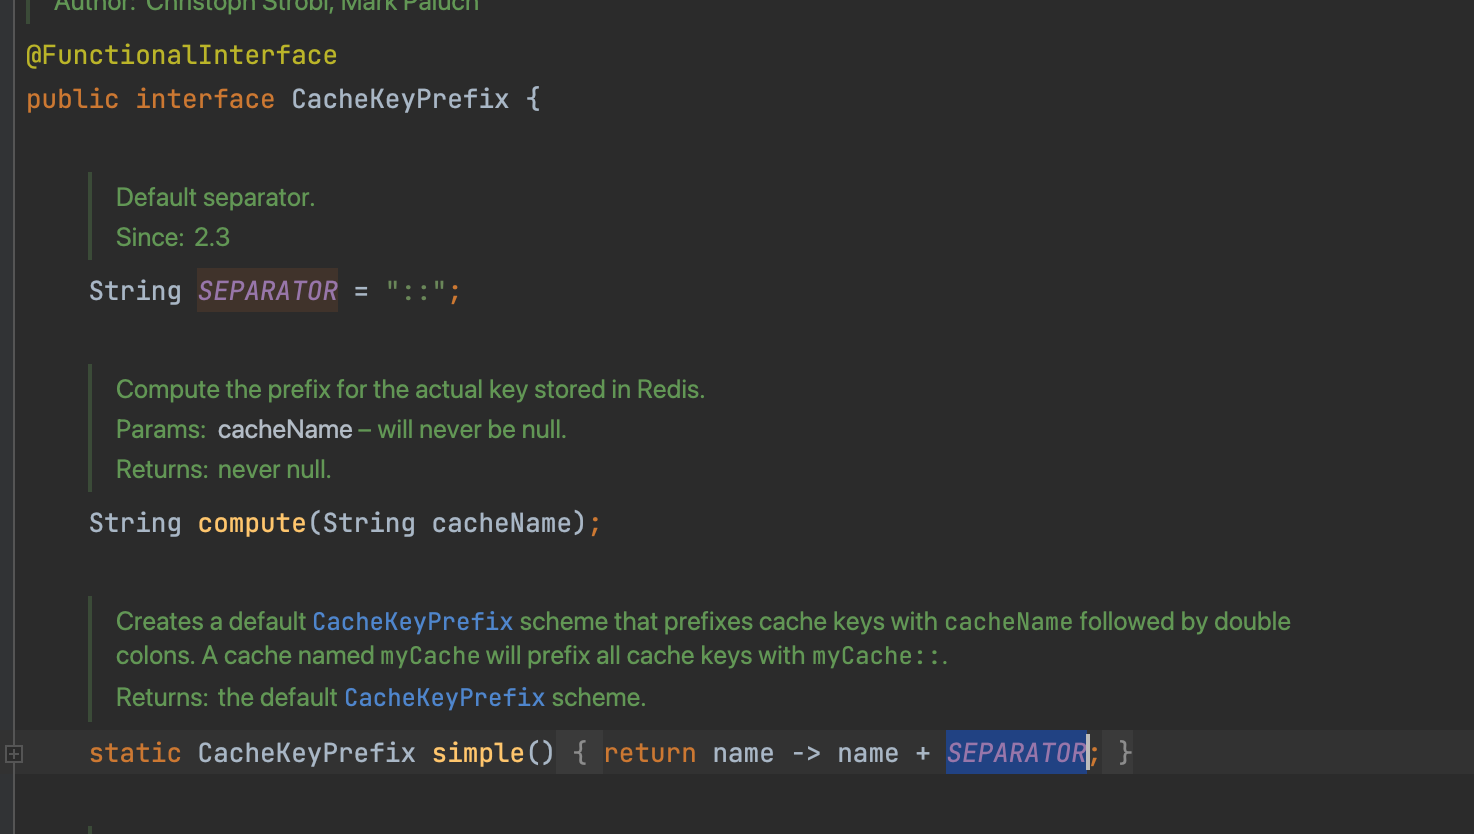 Author: Christoph Strobl, Mark Paluch
@FunctionalInterface
public interface CacheKeyPrefix {
Default separator.
Since: 2.3
String SEPARATOR = "::";
Compute the prefix for the actual key stored in Redis.
Params: cacheName – will never be null.
Returns: never null.
String compute(String cacheName);
Creates a default CacheKeyPrefix scheme that prefixes cache keys with cacheName followed by double
colons. A cache named myCache will prefix all cache keys with myCache::.
Returns: the default CacheKeyPrefix scheme.
static CacheKeyPrefix simple() { return name -> name + SEPARATOR; }